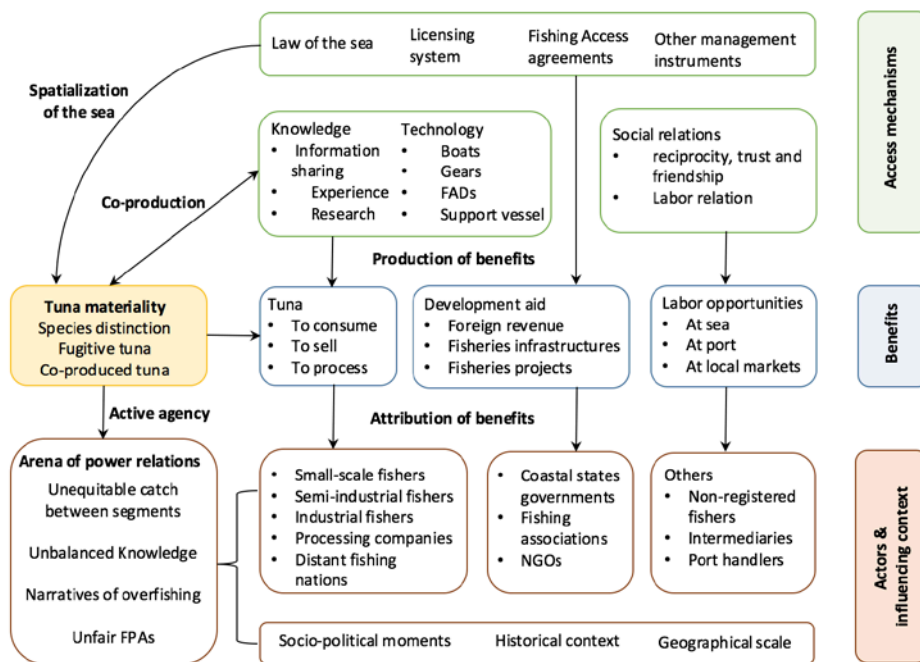 Law of the sea
Licensing
system
Fishing Access
agreements
Other management
instruments
Access mechanisms
Spatialization
of the sea
Knowledge
• Information
sharing
• Experience
• Research
Technology
• Boats
• Gears
• FADs
• Support vessel
Social relations
• reciprocity, trust and
friendship
• Labor relation
Co-production
Production of benefits
Tuna materiality
Species distinction
Fugitive tuna
Co-produced tuna
Tuna
• To consume
• To sell
• To process
Development aid
• Foreign revenue
• Fisheries infrastructures
• Fisheries projects
Labor opportunities
• At sea
• At port
• At local markets
Benefits
Active agency
Attribution of benefits
Arena of power relations
Unequitable catch
between segments
Unbalanced Knowledge
Narratives of overfishing
Unfair FPAs
• Small-scale fishers
• Semi-industrial fishers
• Industrial fishers
• Processing companies
• Distant fishing
nations
• Coastal states
governments
• Fishing
associations
• NGOs
Others
• Non-registered
fishers
• Intermediaries
• Port handlers
Actors &
influencing context
Socio-political moments
Historical context
Geographical scale